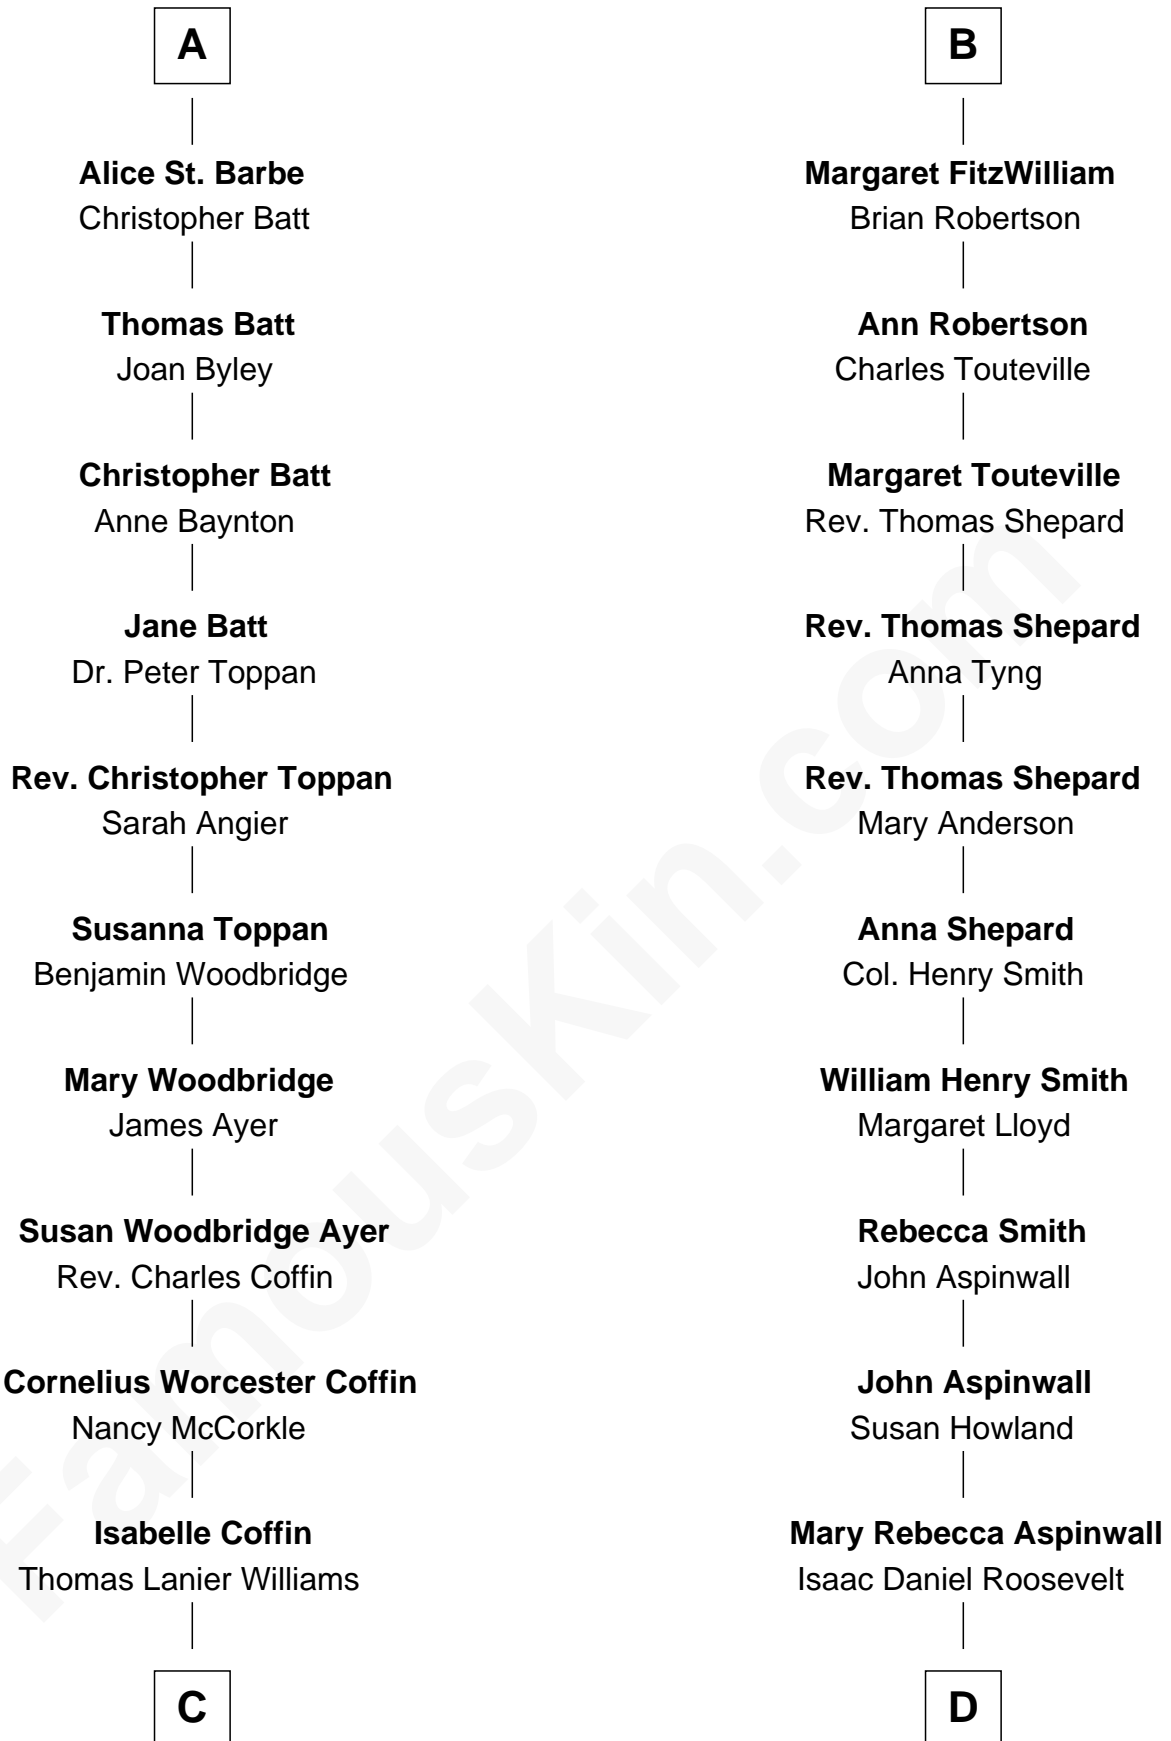 A
Alice St. Barbe
Christopher Batt
Thomas Batt
Joan Byley
Christopher Batt
Anne Baynton
Jane Batt
Dr. Peter Toppan
Rev. Christopher Toppan
Sarah Angier
Susanna Toppan
Benjamin Woodbridge
Mary Woodbridge
James Ayer
Susan Woodbridge Ayer
Rev. Charles Coffin
Cornelius Worcester Coffin
Nancy McCorkle
Isabelle Coffin
Thomas Lanier Williams
C
B
Margaret FitzWilliam
Brian Robertson
Ann Robertson
Charles Touteville
Margaret Touteville
Rev. Thomas Shepard
Rev. Thomas Shepard
Anna Tyng
Rev. Thomas Shepard
Mary Anderson
Anna Shepard
Col. Henry Smith
William Henry Smith
Margaret Lloyd
Rebecca Smith
John Aspinwall
John Aspinwall
Susan Howland
Mary Rebecca Aspinwall
Isaac Daniel Roosevelt
D
FamousKin.com